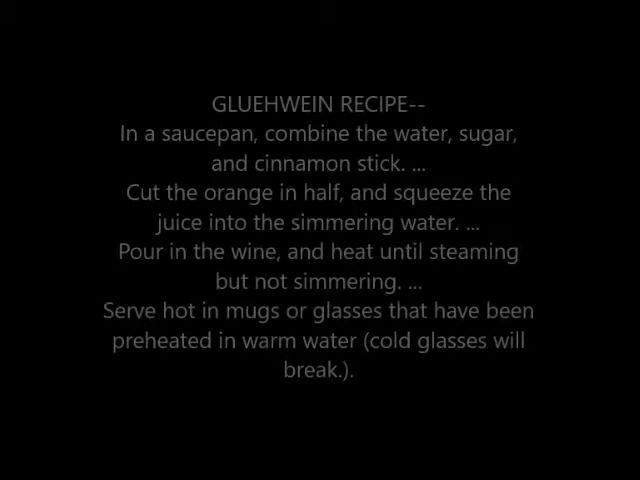 GLUEHWEIN RECIPE--
In a saucepan, combine the water, sugar,
and cinnamon stick. ...
Cut the orange in half, and squeeze the
juice into the simmering water. ...
Pour in the wine, and heat until steaming
but not simmering. ...
Serve hot in mugs or glasses that have been
preheated in warm water (cold glasses will
break.).